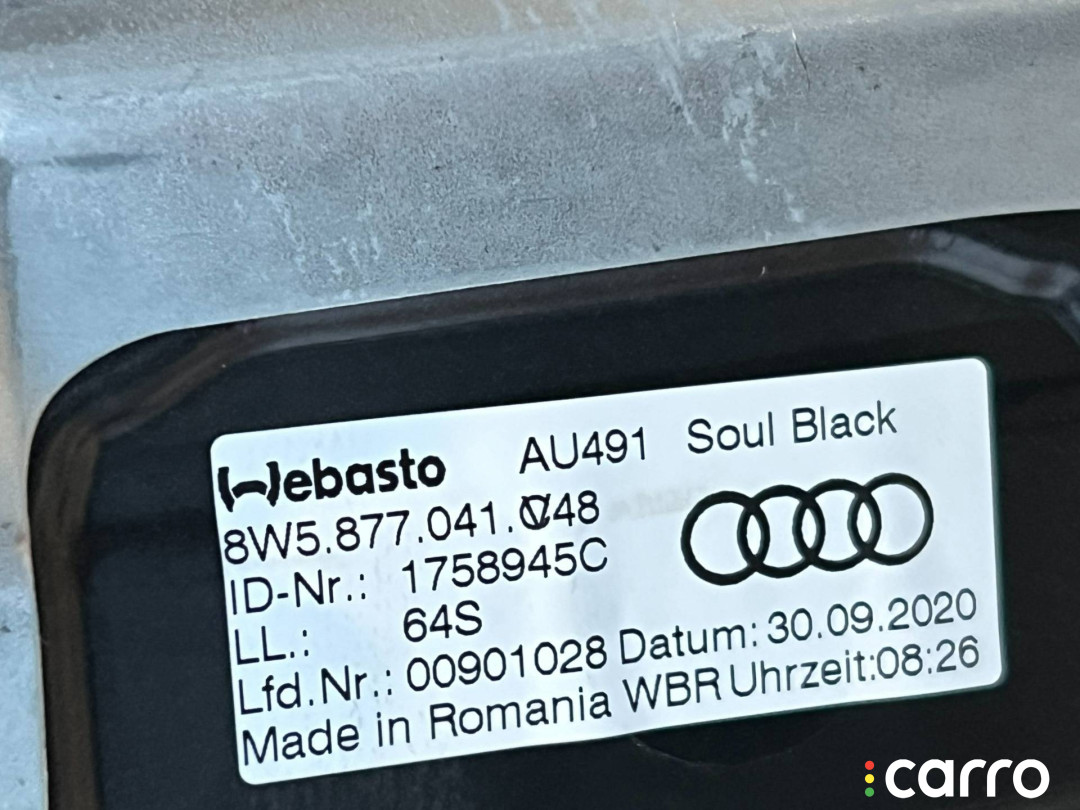 Webasto AU491 Soul Black
8W5.877.041. V48
ID-Nr.: 1758945C
LL.: 64S
Lfd.Nr.: 00901028 Datum: 30.09.2020
Made in Romania WBR Uhrzeit:08:26
carro